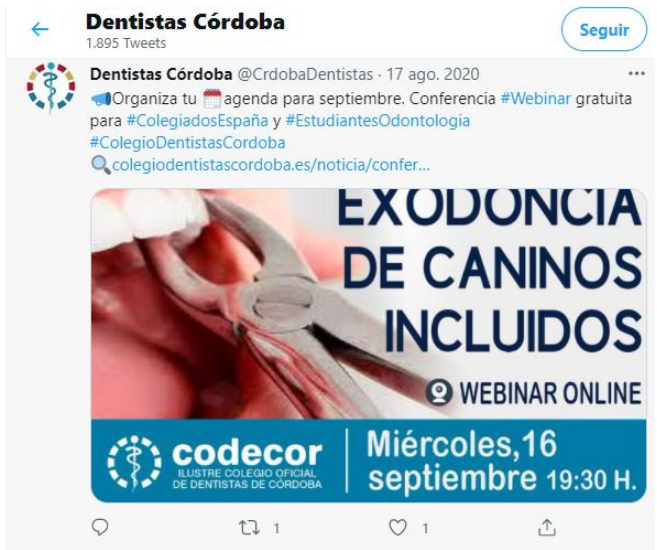 Dentistas Córdoba
1.895 Tweets
Seguir
Dentistas Córdoba @CrdobaDentistas · 17 ago. 2020
📣Organiza tu 🗓️agenda para septiembre. Conferencia #Webinar gratuita
para #ColegiadosEspaña y #EstudiantesOdontologia
#ColegioDentistasCordoba
🔍colegiodentistascordoba.es/noticia/confer...
EXODONCIA
DE CANINOS
INCLUIDOS
WEBINAR ONLINE
codecor
ILUSTRE COLEGIO OFICIAL
DE DENTISTAS DE CÓRDOBA
Miércoles,16
septiembre 19:30 H.
1
1